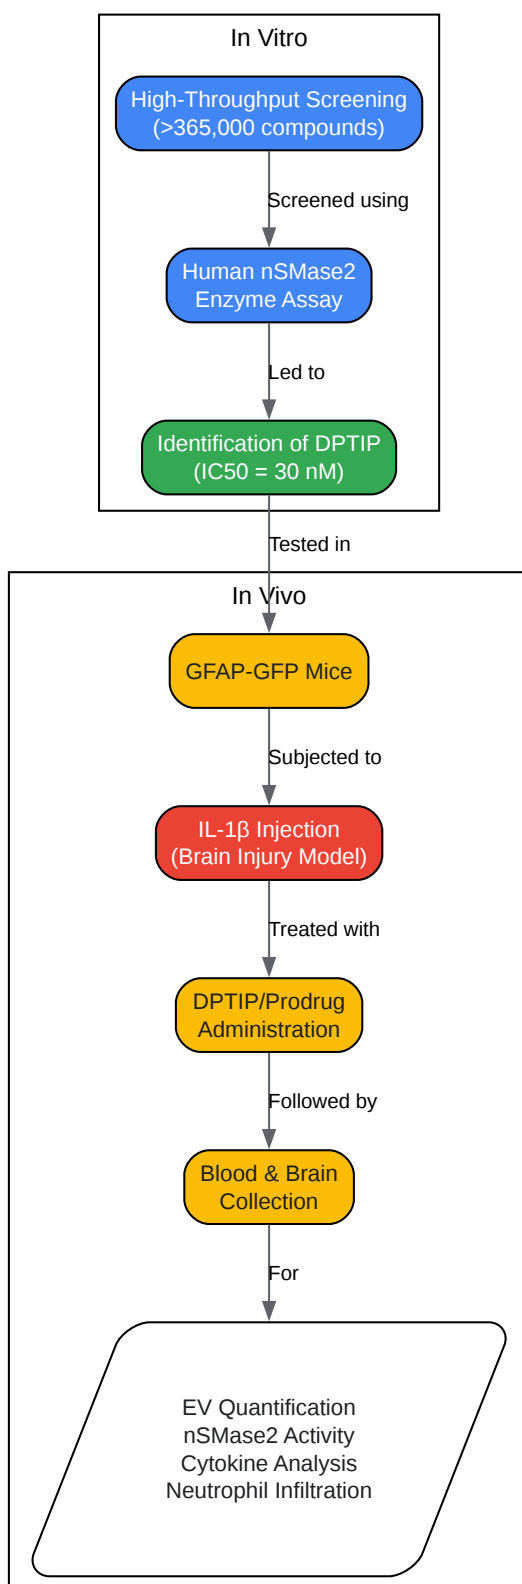 In Vitro
High-Throughput Screening
(>365,000 compounds)
Screened using
Human nSMase2
Enzyme Assay
Led to
Identification of DPTIP
(IC50 = 30 nM)
Tested in
In Vivo
GFAP-GFP Mice
Subjected to
IL-1β Injection
(Brain Injury Model)
Treated with
DPTIP/Prodrug
Administration
Followed by
Blood & Brain
Collection
For
EV Quantification
nSMase2 Activity
Cytokine Analysis
Neutrophil Infiltration